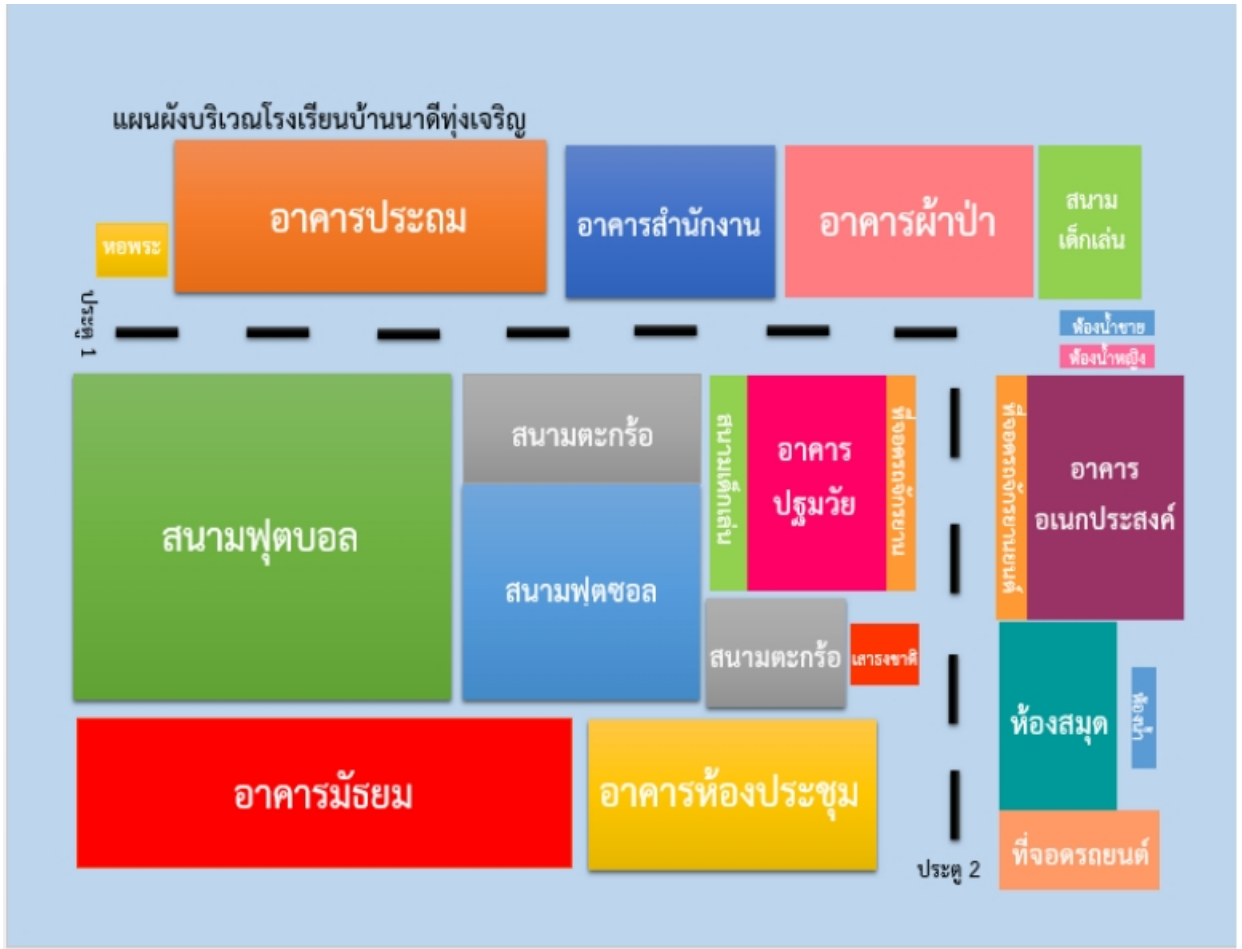 แผนผังบริเวณโรงเรียนบ้านนาดีทุ่งเจริญ
อาคารประถม
อาคารสำนักงาน
อาคารผ้าป่า
สนาม
เด็กเล่น
หอพระ
ประตู 1
ห้องน้ำชาย
ห้องน้ำหญิง
สนามฟุตบอล
สนามตะกร้อ
สนามฟุตซอล
สนามเด็กเล่น
อาคาร
ปฐมวัย
ที่จอดรถจักรยาน
ที่จอดรถจักรยานยนต์
อาคาร
อเนกประสงค์
สนามตะกร้อ
เสาธงชาติ
ห้องสมุด
ห้องน้ำ
อาคารมัธยม
อาคารห้องประชุม
ประตู 2
ที่จอดรถยนต์